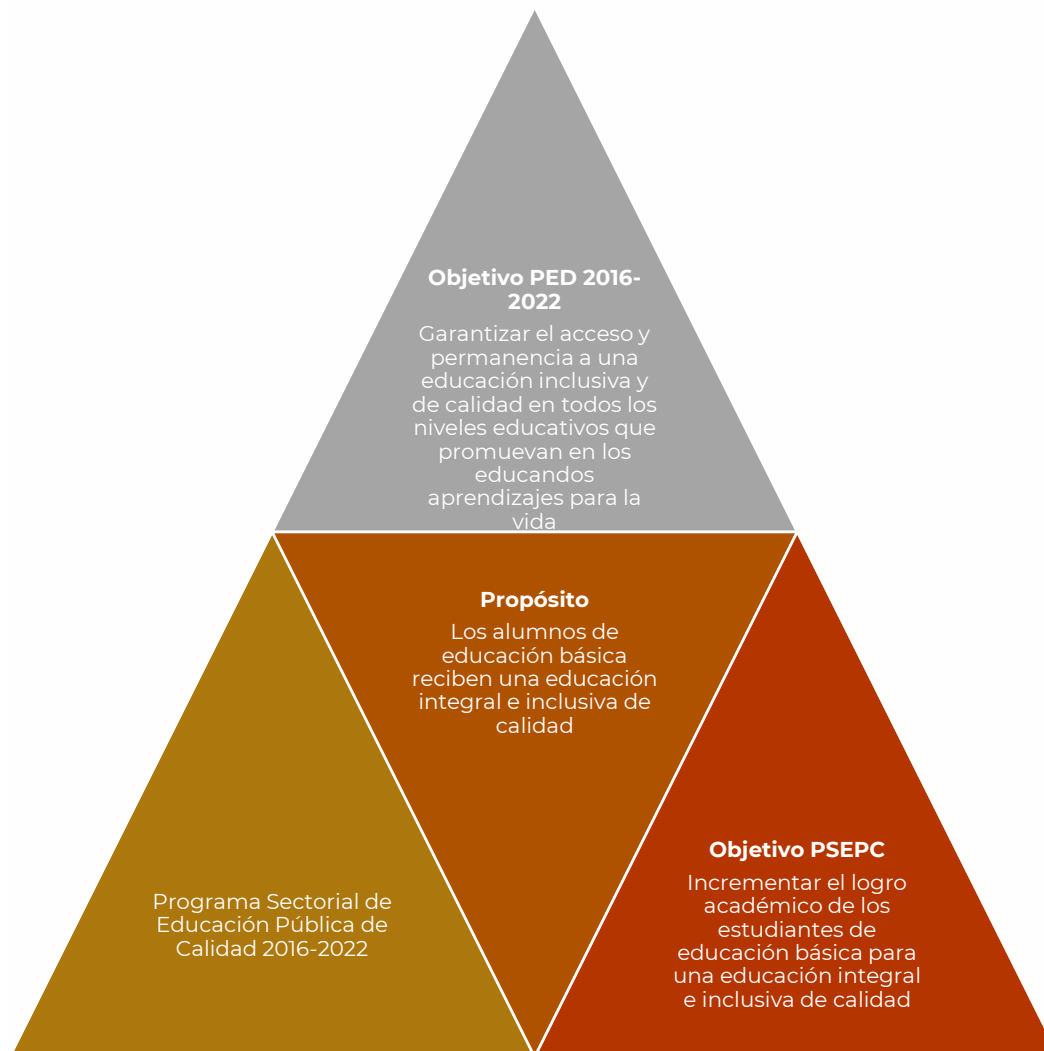 Objetivo PED 2016-
2022
Garantizar el acceso y
permanencia a una
educación inclusiva y
de calidad en todos los
niveles educativos que
promuevan en los
educandos
aprendizajes para la
vida
Propósito
Los alumnos de
educación básica
reciben una educación
integral e inclusiva de
calidad
Programa Sectorial de
Educación Pública de
Calidad 2016-2022
Objetivo PSEPC
Incrementar el logro
académico de los
estudiantes de
educación básica para
una educación integral
e inclusiva de calidad